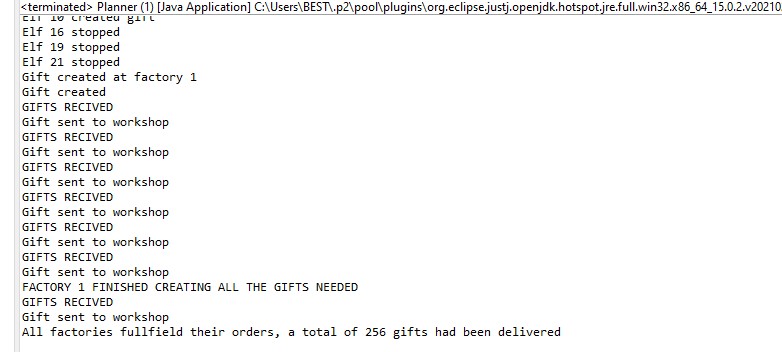 <terminated> Planner (1) [Java Application] C:\Users\BEST\.p2\pool\plugins\org.eclipse.justj.openjdk.hotspot.jre.full.win32.x86_64_15.0.2.v20210
Elf 10 created gift
Elf 16 stopped
Elf 19 stopped
Elf 21 stopped
Gift created at factory 1
Gift created
GIFTS RECIVED
Gift sent to workshop
GIFTS RECIVED
Gift sent to workshop
GIFTS RECIVED
Gift sent to workshop
GIFTS RECIVED
Gift sent to workshop
GIFTS RECIVED
Gift sent to workshop
GIFTS RECIVED
Gift sent to workshop
FACTORY 1 FINISHED CREATING ALL THE GIFTS NEEDED
GIFTS RECIVED
Gift sent to workshop
All factories fullfield their orders, a total of 256 gifts had been delivered